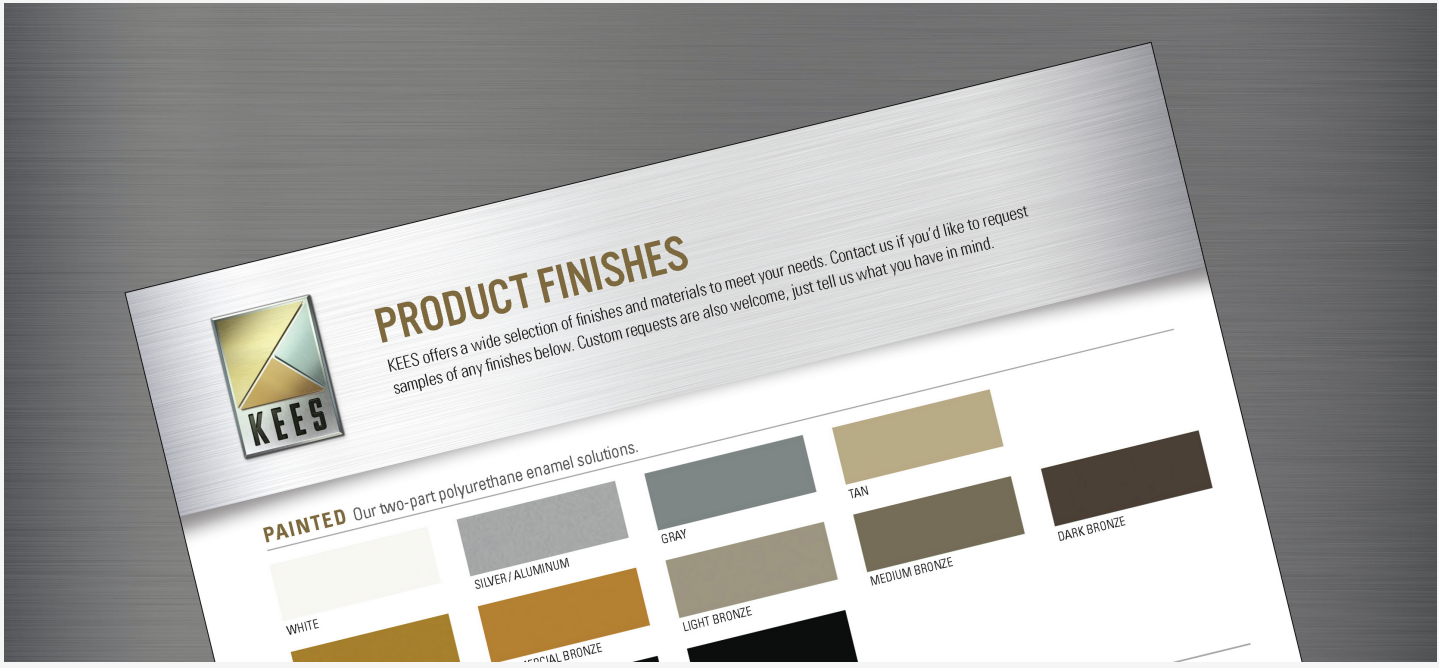 PRODUCT FINISHES
KEES offers a wide selection of finishes and materials to meet your needs. Contact us if you'd like to request
samples of any finishes below. Custom requests are also welcome, just tell us what you have in mind.
KEES
PAINTED Our two-part polyurethane enamel solutions.
WHITE
SILVER / ALUMINUM
GRAY
TAN
BRONZE
LIGHT BRONZE
MEDIUM BRONZE
DARK BRONZE